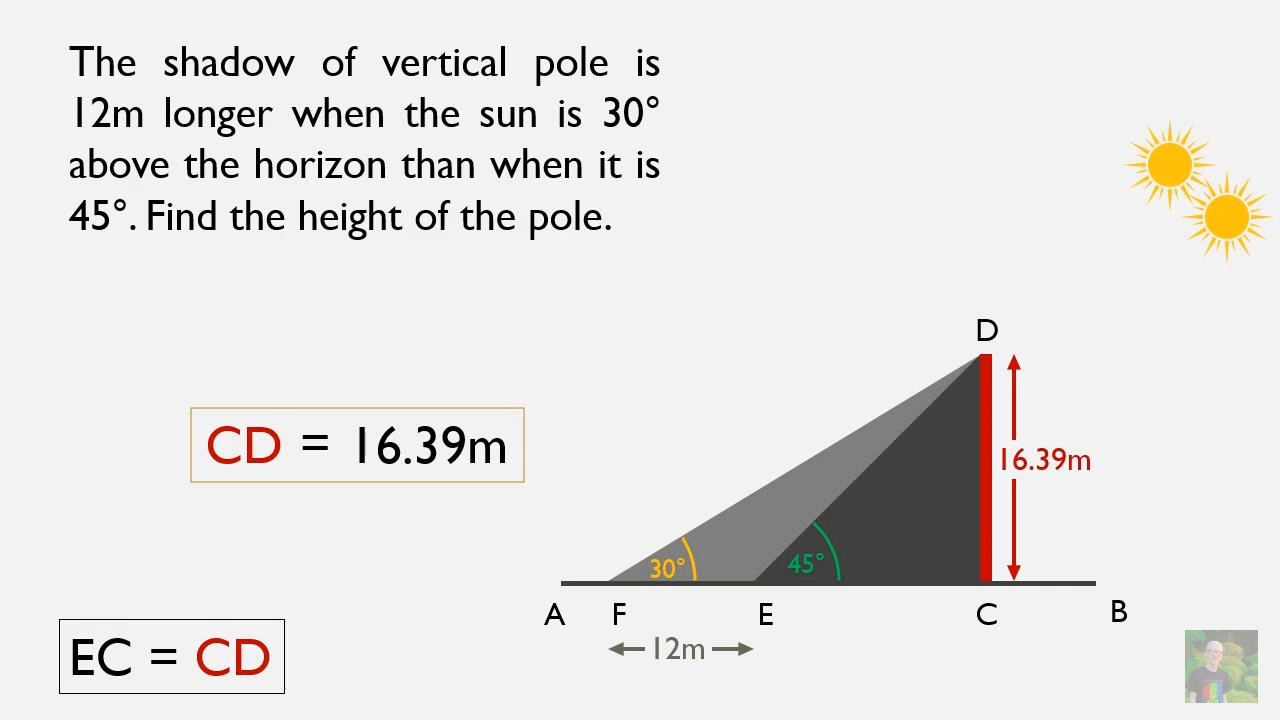 The shadow of vertical pole is
12m longer when the sun is 30°
above the horizon than when it is
45°. Find the height of the pole.
D
CD = 16.39m
16.39m
30°
45°
A F E C B
12m
EC = CD